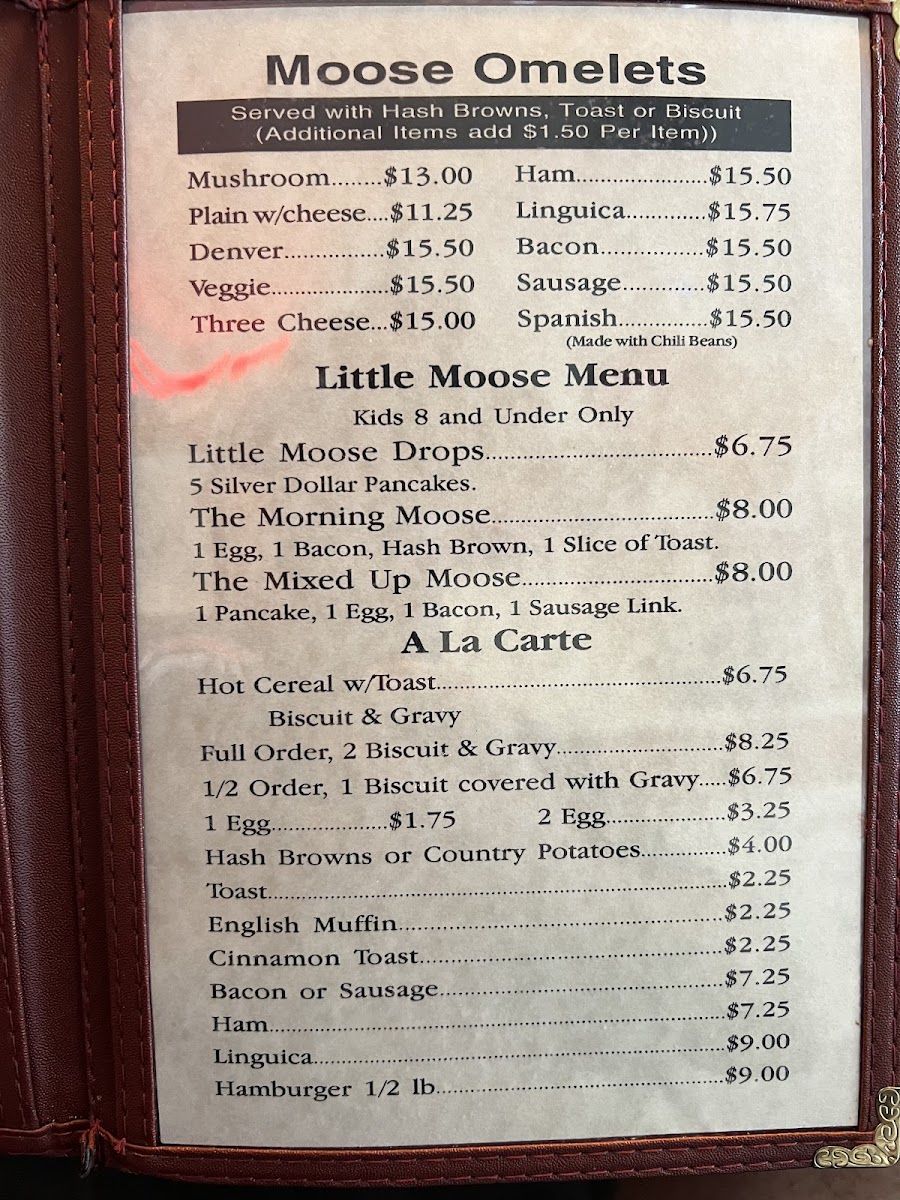 Moose Omelets
Served with Hash Browns, Toast or Biscuit
(Additional Items add $1.50 Per Item))
Mushroom........$13.00 Ham......................$15.50
Plain w/cheese....$11.25 Linguica.............$15.75
Denver................$15.50 Bacon.................$15.50
Veggie...................$15.50 Sausage.............$15.50
Three Cheese...$15.00 Spanish...............$15.50
(Made with Chili Beans)
Little Moose Menu
Kids 8 and Under Only
Little Moose Drops....................................$6.75
5 Silver Dollar Pancakes.
The Morning Moose...................................$8.00
1 Egg, 1 Bacon, Hash Brown, 1 Slice of Toast.
The Mixed Up Moose..............................$8.00
1 Pancake, 1 Egg, 1 Bacon, 1 Sausage Link.
A La Carte
Hot Cereal w/Toast.............................................$6.75
Biscuit & Gravy
Full Order, 2 Biscuit & Gravy..........................$8.25
1/2 Order, 1 Biscuit covered with Gravy.....$6.75
1 Egg...................$1.75 2 Egg...................$3.25
Hash Browns or Country Potatoes..............$4.00
Toast.........................................................................$2.25
English Muffin....................................................$2.25
Cinnamon Toast.................................................$2.25
Bacon or Sausage..............................................$7.25
Ham.........................................................................$7.25
Linguica..................................................................$9.00
Hamburger 1/2 lb..............................................$9.00